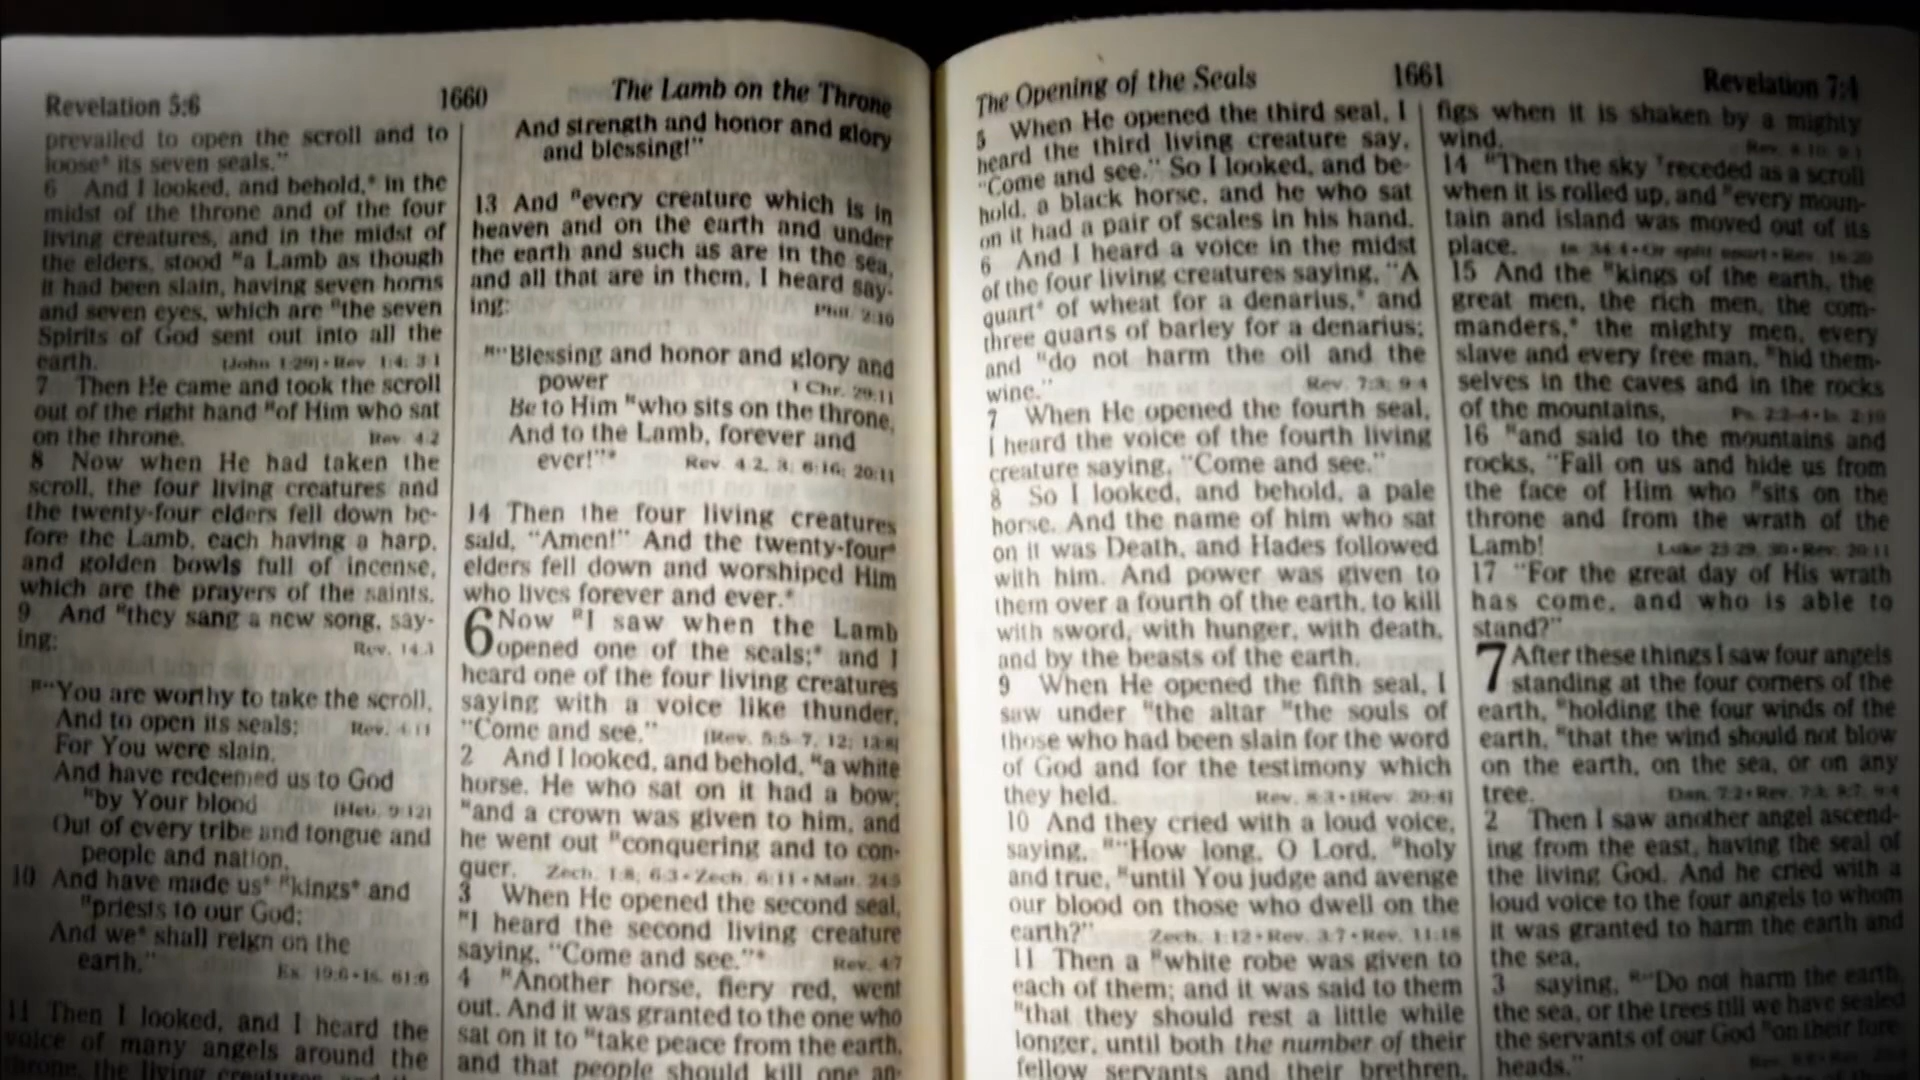 Revelation 5:6
1660
The Lamb on the Throne
prevailed to open the scroll and to
loose* its seven seals."
6 And I looked, and behold,* in the
midst of the throne and of the four
living creatures, and in the midst of
the elders, stood "a Lamb as though
it had been slain, having seven horns
and seven eyes, which are "the seven
Spirits of God sent out into all the
earth. [John 1:29] • Rev. 1:4; 3:1
7 Then He came and took the scroll
out of the right hand "of Him who sat
on the throne. Rev. 4:2
8 Now when He had taken the
scroll, the four living creatures and
the twenty-four elders fell down be-
fore the Lamb, each having a harp,
and golden bowls full of incense,
which are the prayers of the saints.
9 And "they sang a new song, say-
ing: Rev. 14:3
""You are worthy to take the scroll,
And to open its seals; Rev. 4:11
For You were slain,
And have redeemed us to God
"by Your blood [Heb. 9:12]
Out of every tribe and tongue and
people and nation,
10 And have made us* "kings* and
"priests to our God;
And we* shall reign on the
earth." Ex. 19:6 • Is. 61:6
11 Then I looked, and I heard the
voice of many angels around the
throne, the living creatures, and the
And strength and honor and glory
and blessing!"
13 And "every creature which is in
heaven and on the earth and under
the earth and such as are in the sea,
and all that are in them, I heard say-
ing: Phil. 2:10
""Blessing and honor and glory and
power 1 Chr. 29:11
Be to Him "who sits on the throne,
And to the Lamb, forever and
ever!"* Rev. 4:2, 3; 6:16; 20:11
14 Then the four living creatures
said, "Amen!" And the twenty-four*
elders fell down and worshiped Him
who lives forever and ever.*
6 Now "I saw when the Lamb
opened one of the seals;* and I
heard one of the four living creatures
saying with a voice like thunder,
"Come and see." [Rev. 5:5-7, 12; 13:8]
2 And I looked, and behold, "a white
horse. He who sat on it had a bow;
"and a crown was given to him, and
he went out "conquering and to con-
quer. Zech. 1:8; 6:3 • Zech. 6:11 • Matt. 24:5
3 When He opened the second seal,
"I heard the second living creature
saying, "Come and see."* Rev. 4:7
4 "Another horse, fiery red, went
out. And it was granted to the one who
sat on it to "take peace from the earth,
and that people should kill one an-
The Opening of the Seals
1661
Revelation 7:4
5 When He opened the third seal, I
heard the third living creature say,
"Come and see." So I looked, and be-
hold, a black horse, and he who sat
on it had a pair of scales in his hand.
6 And I heard a voice in the midst
of the four living creatures saying, "A
quart* of wheat for a denarius,* and
three quarts of barley for a denarius;
and "do not harm the oil and the
wine." Rev. 7:3; 9:4
7 When He opened the fourth seal,
I heard the voice of the fourth living
creature saying, "Come and see."
8 So I looked, and behold, a pale
horse. And the name of him who sat
on it was Death, and Hades followed
with him. And power was given to
them over a fourth of the earth, to kill
with sword, with hunger, with death,
and by the beasts of the earth.
9 When He opened the fifth seal, I
saw under "the altar "the souls of
those who had been slain for the word
of God and for the testimony which
they held. Rev. 8:3 • [Rev. 20:4]
10 And they cried with a loud voice,
saying, ""How long, O Lord, "holy
and true, "until You judge and avenge
our blood on those who dwell on the
earth?" Zech. 1:12 • Rev. 3:7 • Rev. 11:18
11 Then a "white robe was given to
each of them; and it was said to them
"that they should rest a little while
longer, until both the number of their
fellow servants and their brethren,
figs when it is shaken by a mighty
wind.
14 "Then the sky receded as a scroll
when it is rolled up, and "every moun-
tain and island was moved out of its
place.
15 And the "kings of the earth, the
great men, the rich men, the com-
manders,* the mighty men, every
slave and every free man, "hid them-
selves in the caves and in the rocks
of the mountains, Ps. 2:2-4 • Is. 2:19
16 "and said to the mountains and
rocks, "Fall on us and hide us from
the face of Him who "sits on the
throne and from the wrath of the
Lamb! Luke 23:29, 30 • Rev. 20:11
17 "For the great day of His wrath
has come, and who is able to
stand?"
7 After these things I saw four angels
standing at the four corners of the
earth, "holding the four winds of the
earth, "that the wind should not blow
on the earth, on the sea, or on any
tree. Dan. 7:2 • Rev. 7:3; 8:7; 9:4
2 Then I saw another angel ascend-
ing from the east, having the seal of
the living God. And he cried with a
loud voice to the four angels to whom
it was granted to harm the earth and
the sea,
3 saying, ""Do not harm the earth,
the sea, or the trees till we have sealed
the servants of our God "on their fore-
heads."